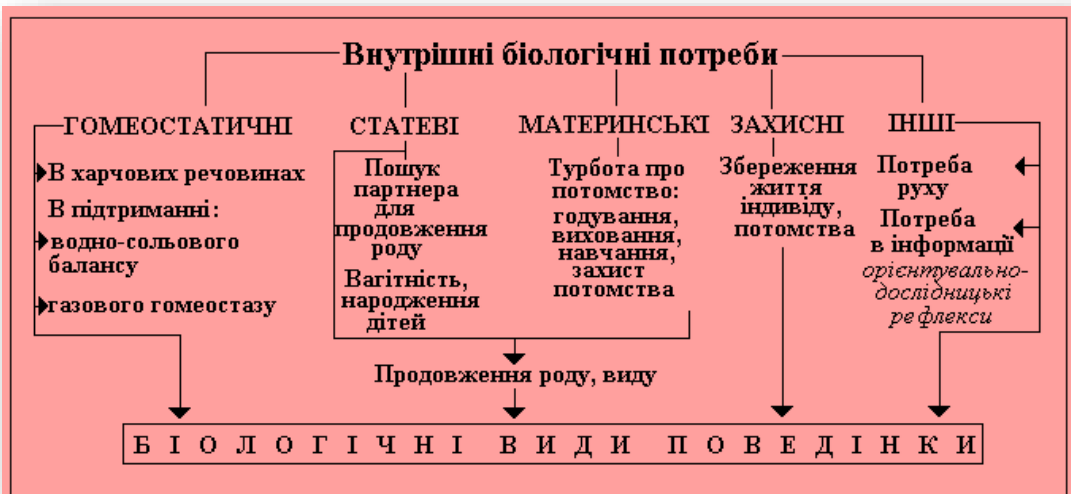 Внутрішні біологічні потреби
ГОМЕОСТАТИЧНІ
В харчових речовинах
В підтриманні:
водно-сольового
балансу
газового гомеостазу
СТАТЕВІ
Пошук
партнера
для
продовження
роду
Вагітність,
народження
дітей
МАТЕРИНСЬКІ
Турбота про
потомство:
годування,
виховання,
навчання,
захист
потомства
ЗАХИСНІ
Збереження
життя
індивіду,
потомства
ІНШІ
Потреба
руху
Потреба
в інформації
орієнтувально-
дослідницькі
рефлекси
Продовження роду, виду
БІОЛОГІЧНІ ВИДИ ПОВЕДІНКИ